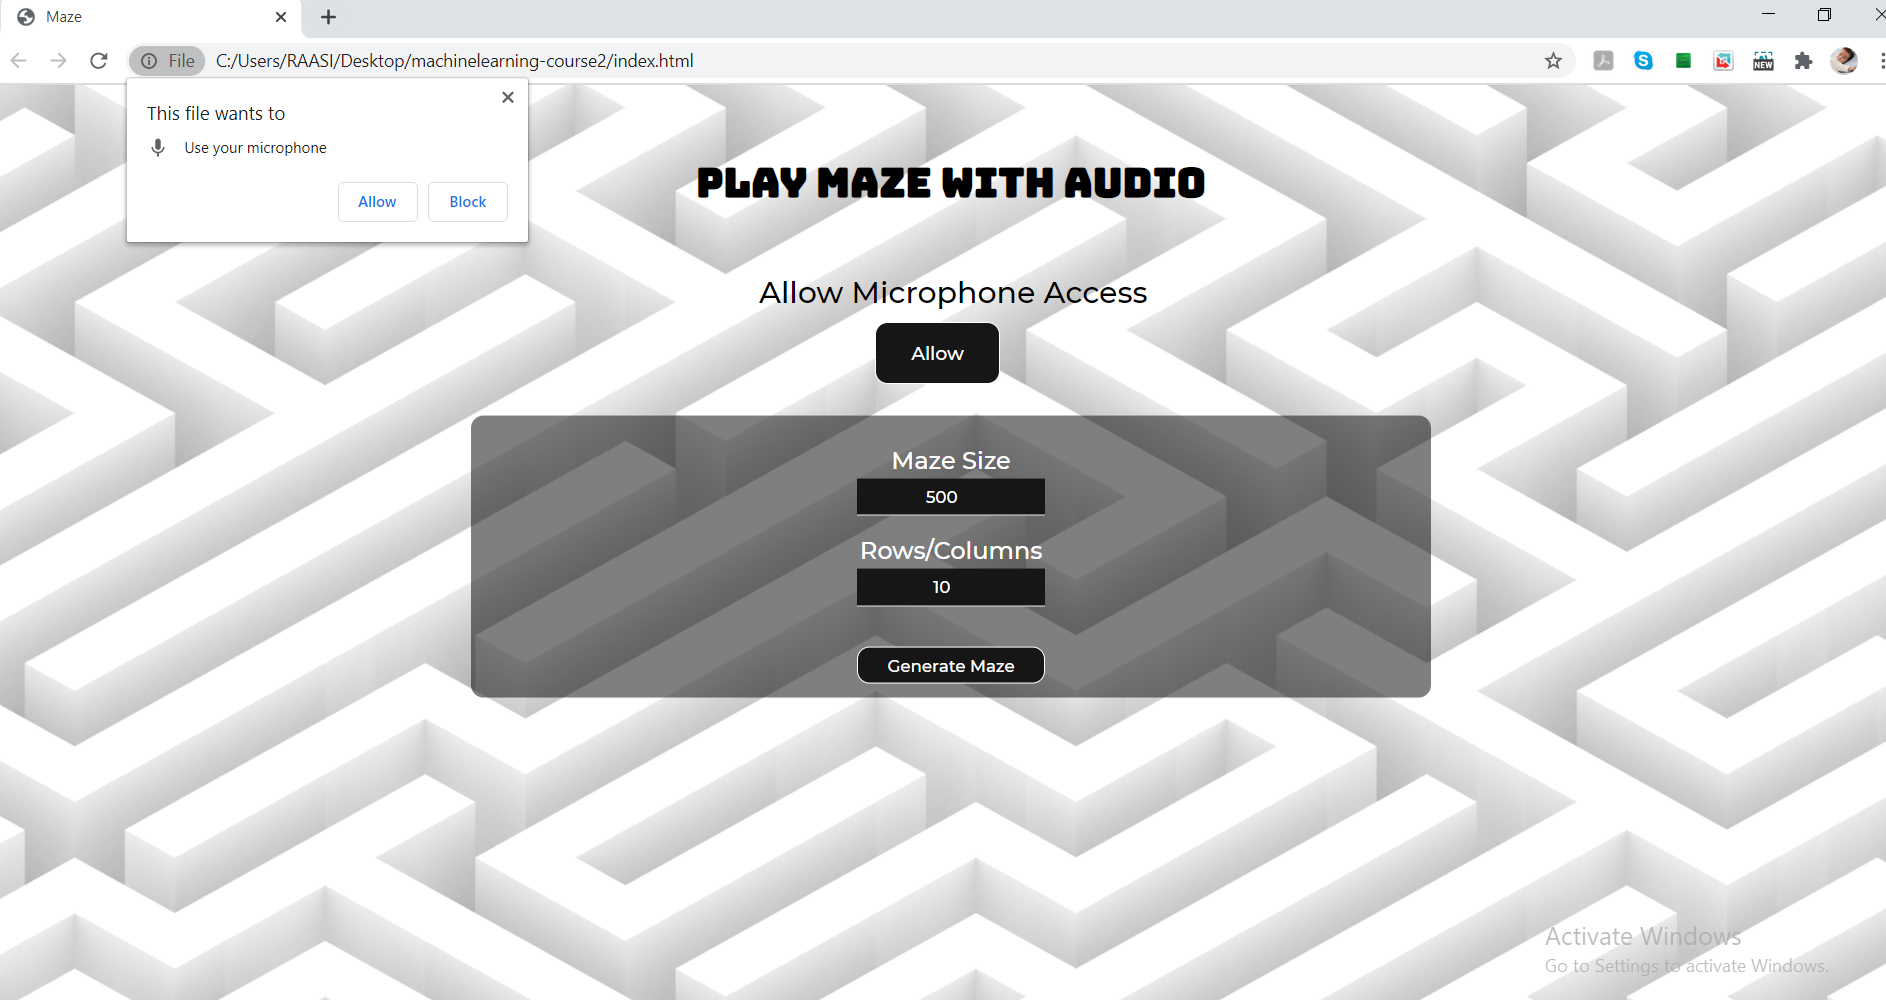 Maze
File C:/Users/RAASI/Desktop/machinelearning-course2/index.html
S
NEW
This file wants to
Use your microphone
Allow Block
PLAY MAZE WITH AUDIO
Allow Microphone Access
Allow
Maze Size
500
Rows/Columns
10
Generate Maze
Activate Windows
Go to Settings to activate Windows.